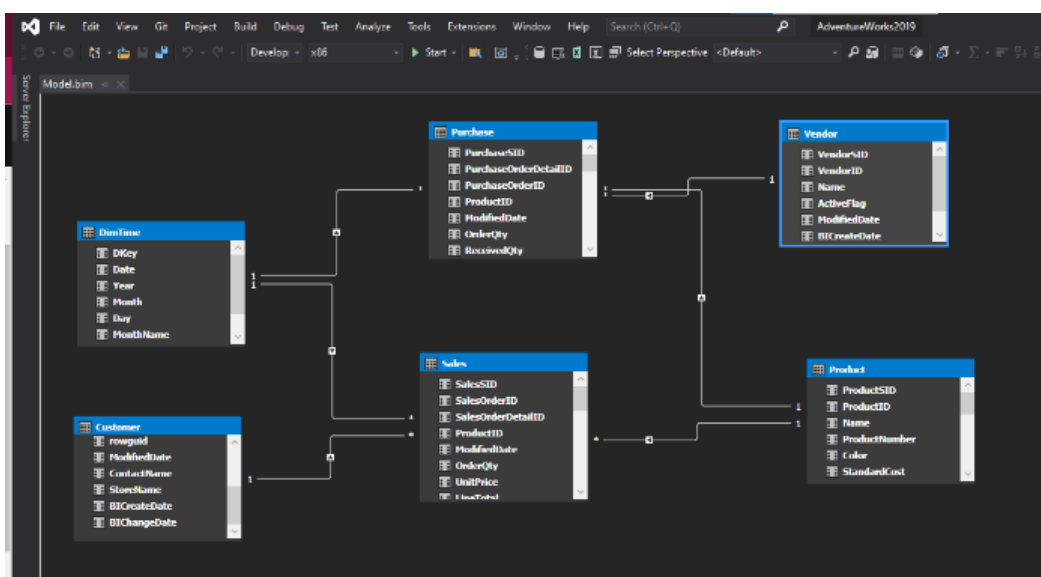 File Edit View Git Project Build Debug Test Analyze Tools Extensions Window Help Search (Ctrl+Q) AdventureWorks2019
Develop x86 Start Select Perspective <Default>
Server Explorer
Model.bim
Purchase
PurchaseSID
PurchaseOrderDetailID
PurchaseOrderID
ProductID
ModifiedDate
OrderQty
ReceivedQty
Vendor
VendorSID
VendorID
Name
ActiveFlag
ModifiedDate
BICreateDate
DimTime
DKey
Date
Year
Month
Day
MonthName
Sales
SalesSID
SalesOrderID
SalesOrderDetailID
ProductID
ModifiedDate
OrderQty
UnitPrice
LineTotal
Product
ProductSID
ProductID
Name
ProductNumber
Color
StandardCost
Customer
rowguid
ModifiedDate
ContactName
StoreName
BICreateDate
BIChangeDate
* 1
* *
1
1
*
* 1
* 1
1